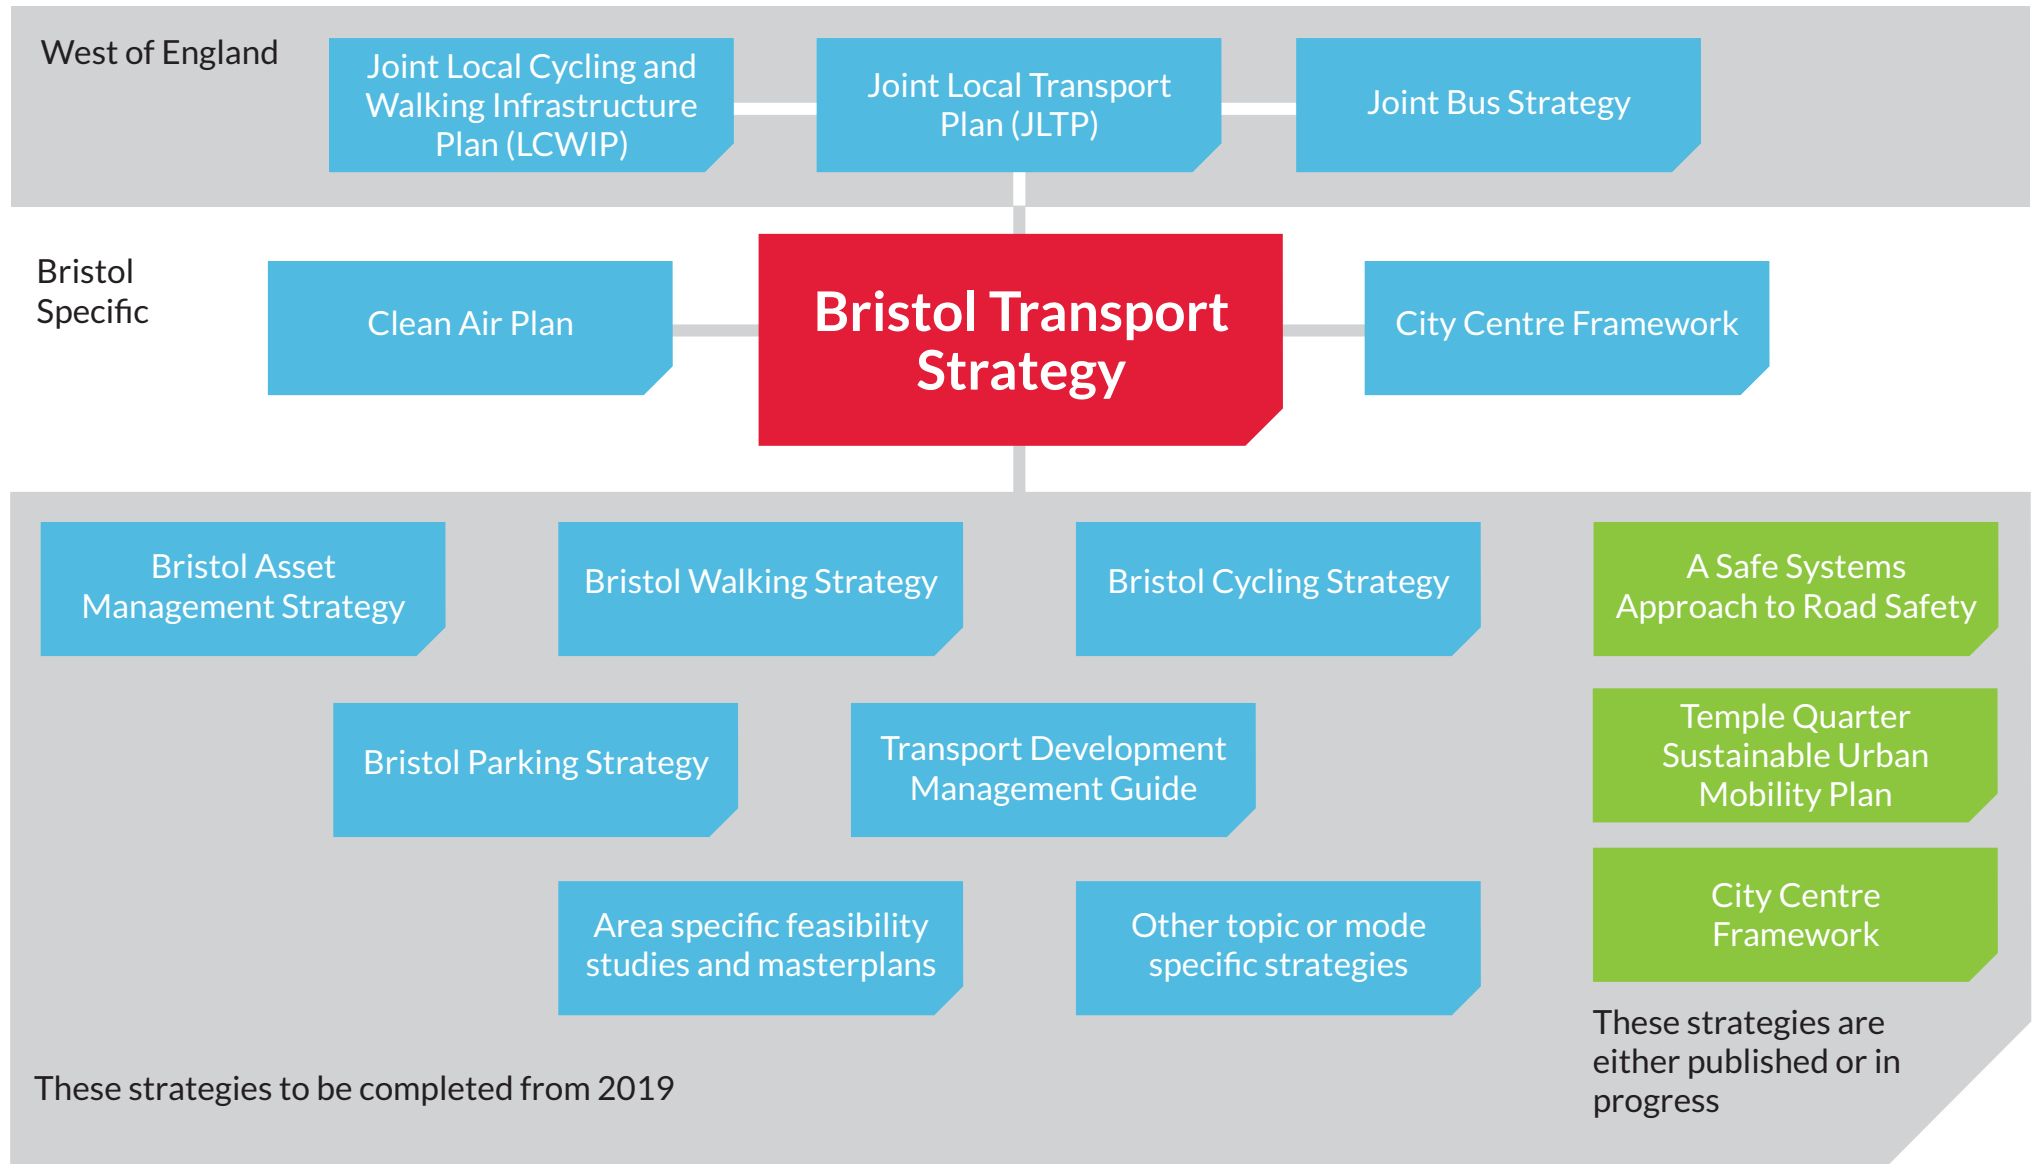 West of England
Joint Local Cycling and
Walking Infrastructure
Plan (LCWIP)
Joint Local Transport
Plan (JLTP)
Joint Bus Strategy
Bristol
Specific
Clean Air Plan
Bristol Transport
Strategy
City Centre Framework
Bristol Asset
Management Strategy
Bristol Walking Strategy
Bristol Cycling Strategy
A Safe Systems
Approach to Road Safety
Bristol Parking Strategy
Transport Development
Management Guide
Temple Quarter
Sustainable Urban
Mobility Plan
Area specific feasibility
studies and masterplans
Other topic or mode
specific strategies
City Centre
Framework
These strategies are
either published or in
progress
These strategies to be completed from 2019